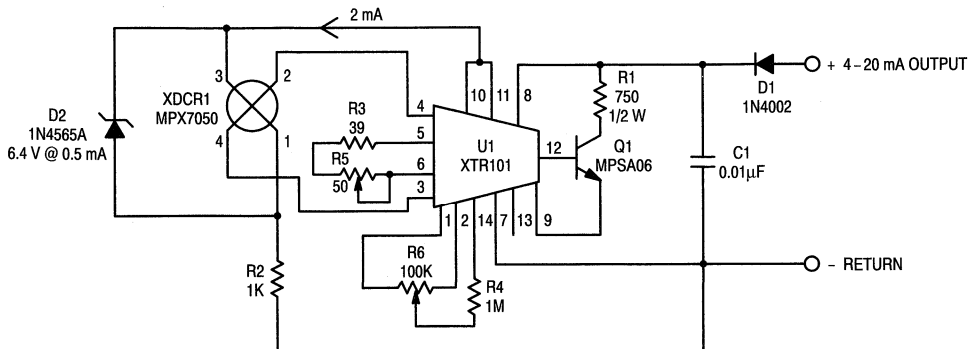 2 mA
D2
1N4565A
6.4 V @ 0.5 mA
XDCR1
MPX7050
3
2
4
1
R3
39
R5
50
4
5
6
3
10
11
8
U1
XTR101
12
R1
750
1/2 W
Q1
MPSA06
D1
1N4002
+ 4–20 mA OUTPUT
C1
0.01μF
1
2
14
7
13
9
R6
100K
R4
1M
R2
1K
– RETURN